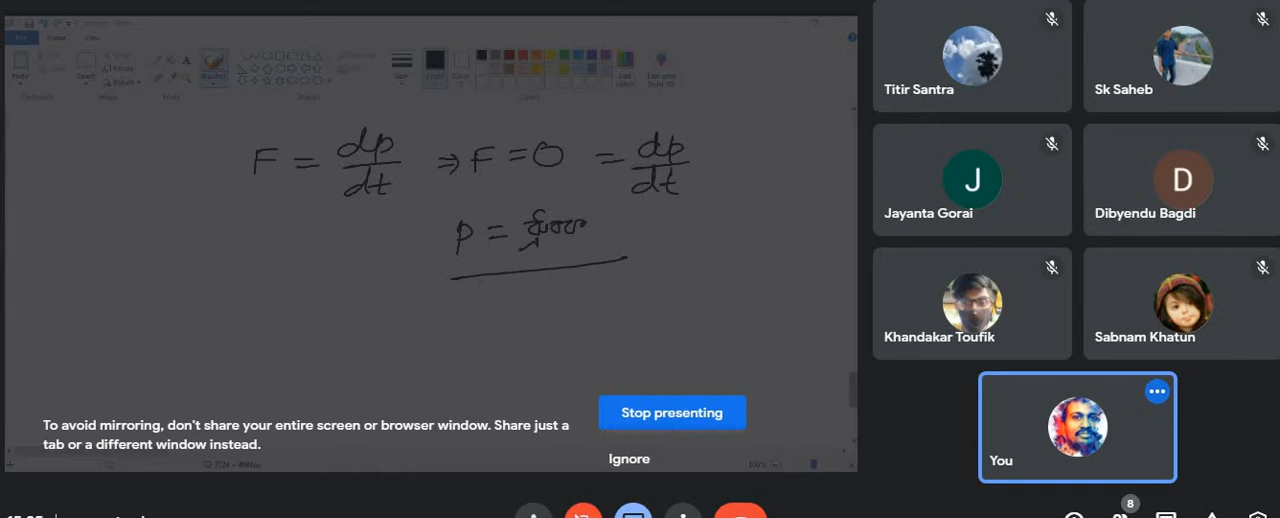 F = dp/dt ⇒ F = 0 = dp/dt
p = ধ্রুবক
To avoid mirroring, don't share your entire screen or browser window. Share just a
tab or a different window instead.
Stop presenting
Ignore
Titir Santra
Sk Saheb
J
Jayanta Gorai
D
Dibyendu Bagdi
Khandakar Toufik
Sabnam Khatun
You
8